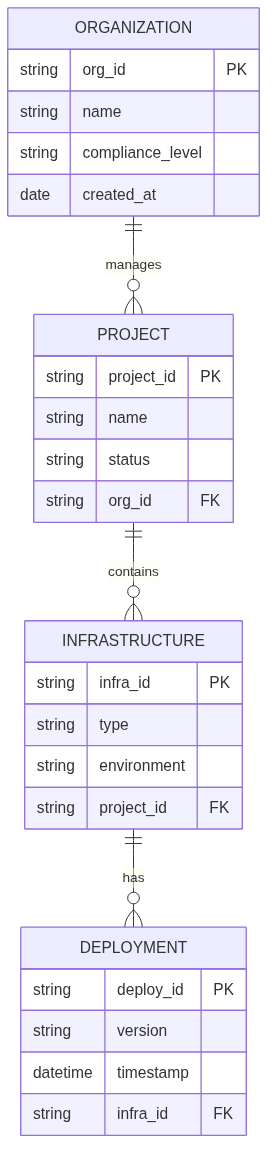 ORGANIZATION
string org_id PK
string name
string compliance_level
date created_at
manages
PROJECT
string project_id PK
string name
string status
string org_id FK
contains
INFRASTRUCTURE
string infra_id PK
string type
string environment
string project_id FK
has
DEPLOYMENT
string deploy_id PK
string version
datetime timestamp
string infra_id FK